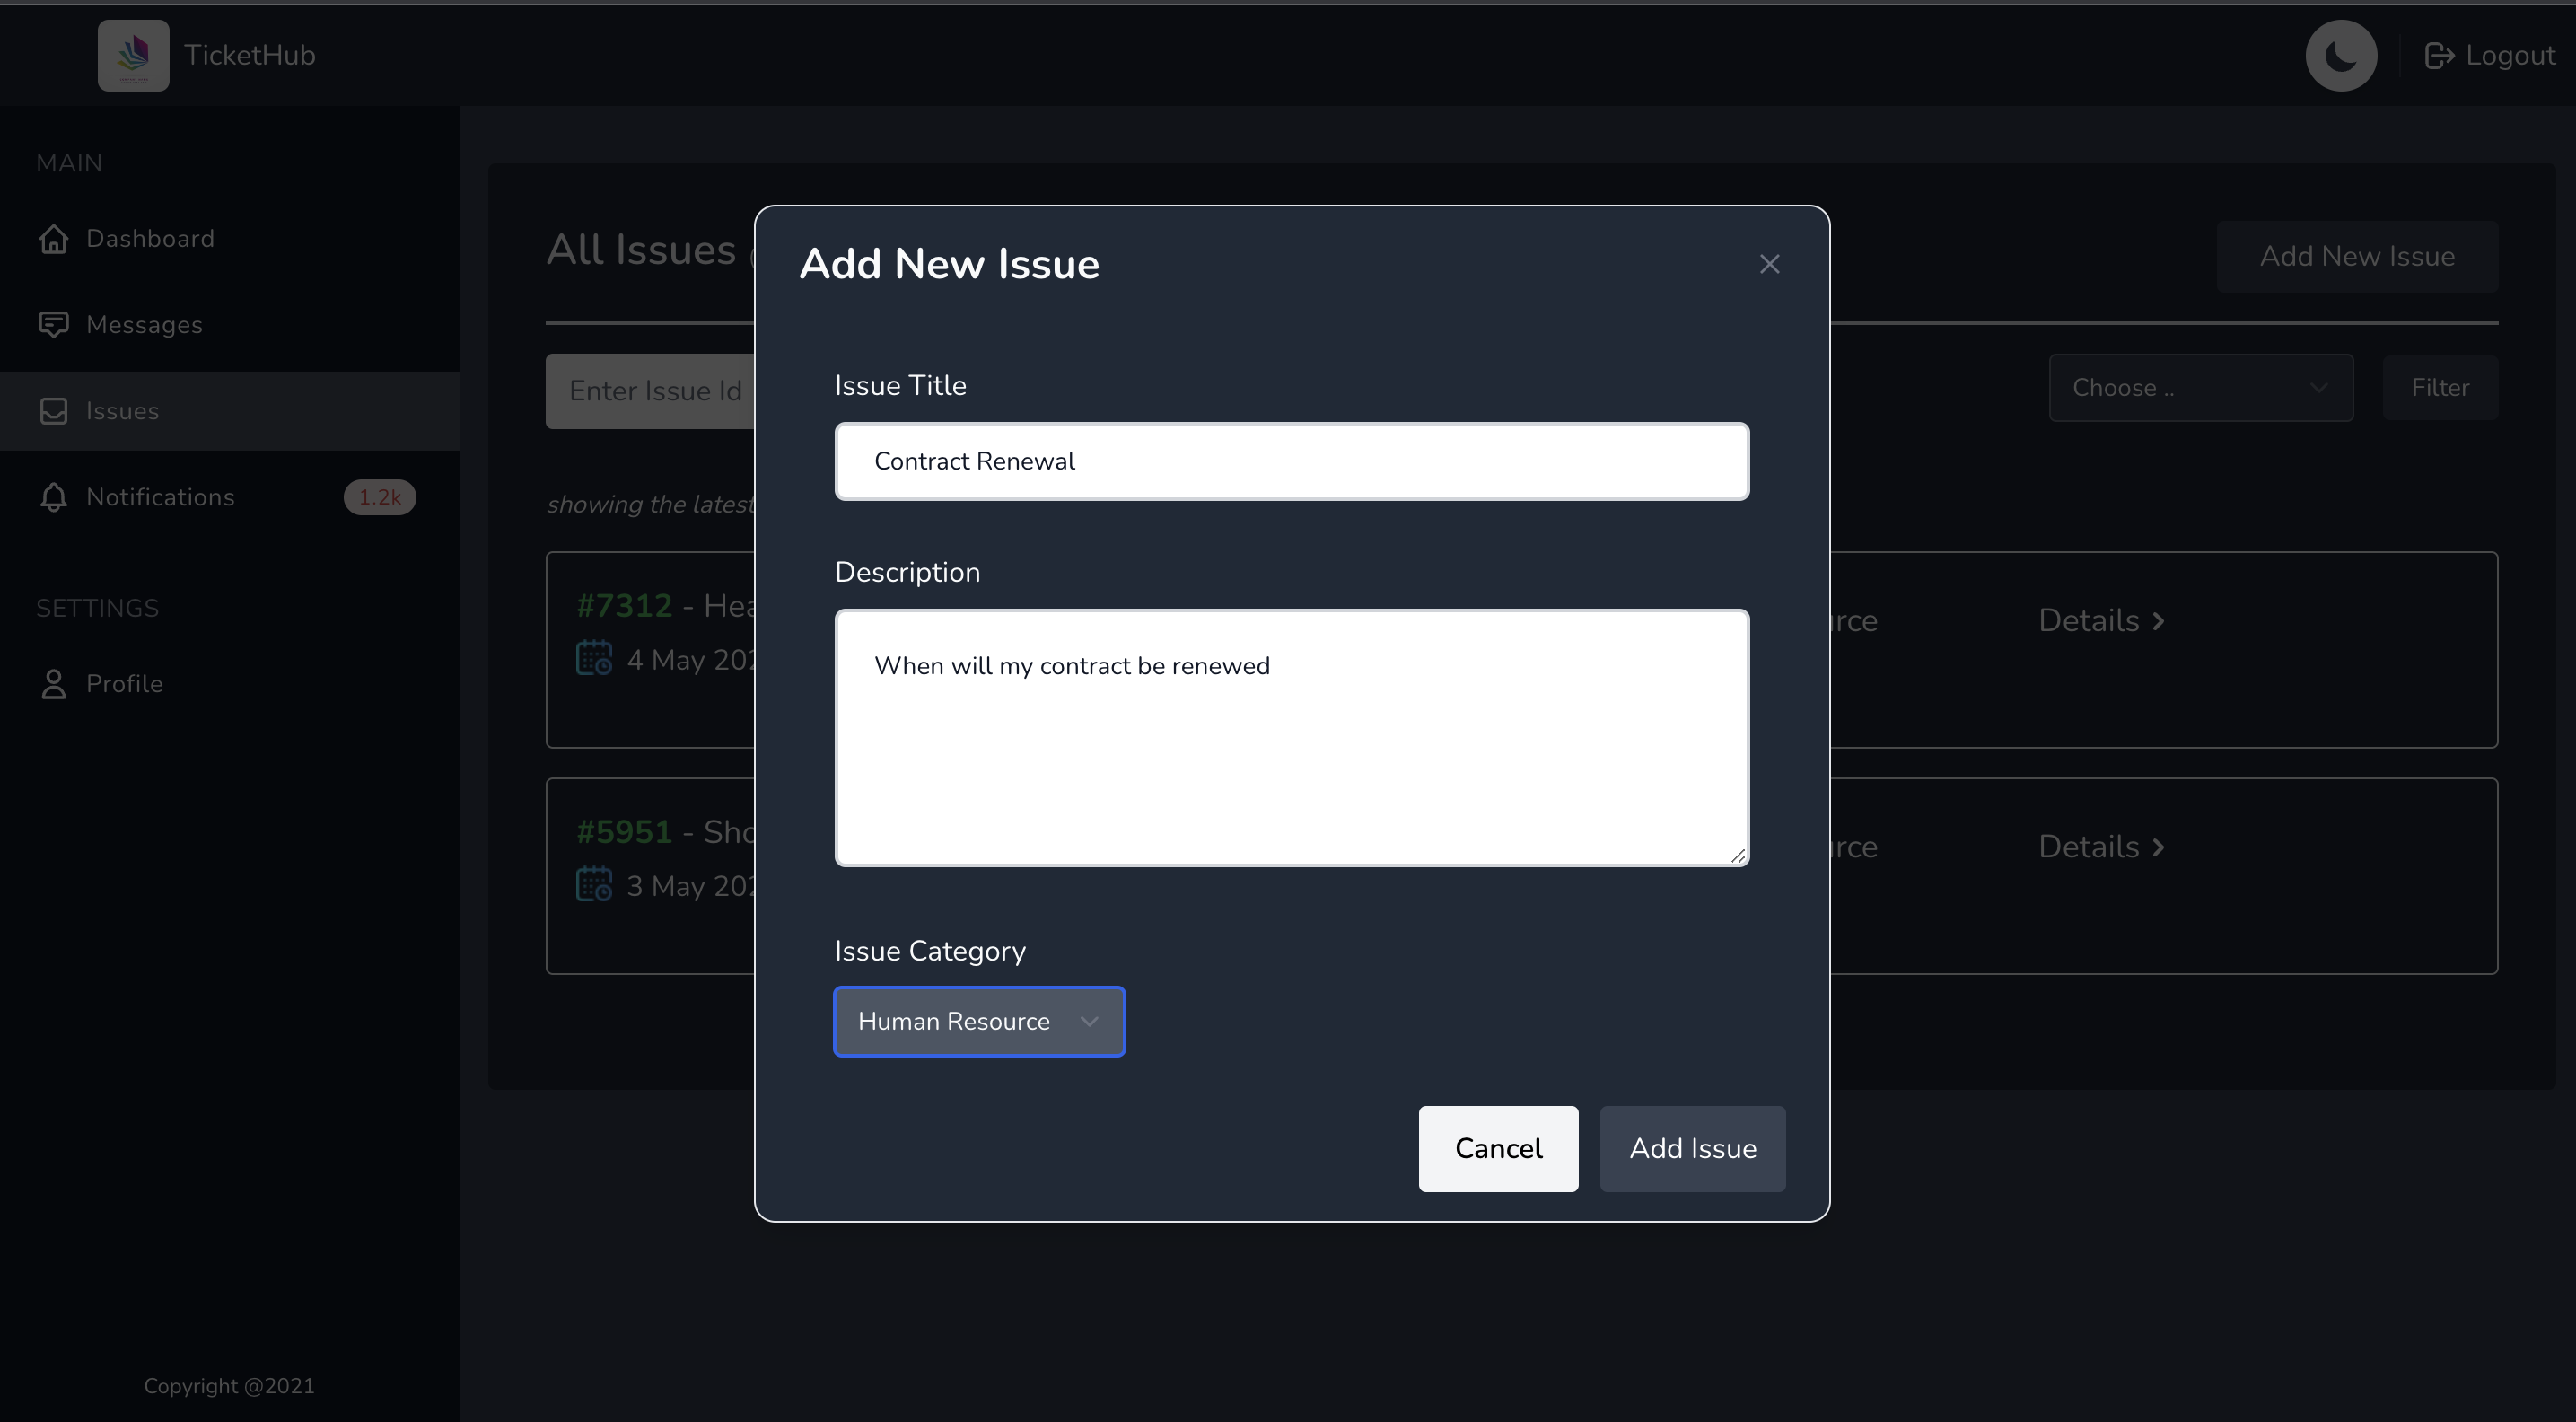 TicketHub
Logout
MAIN
Dashboard
Messages
Issues
Notifications 1.2k
SETTINGS
Profile
Copyright @2021
All Issues
Add New Issue
Enter Issue Id
Choose ..
Filter
showing the latest
#7312 - Hea
4 May 202
rce
Details
#5951 - Sho
3 May 202
rce
Details
Add New Issue
Issue Title
Contract Renewal
Description
When will my contract be renewed
Issue Category
Human Resource
Cancel
Add Issue